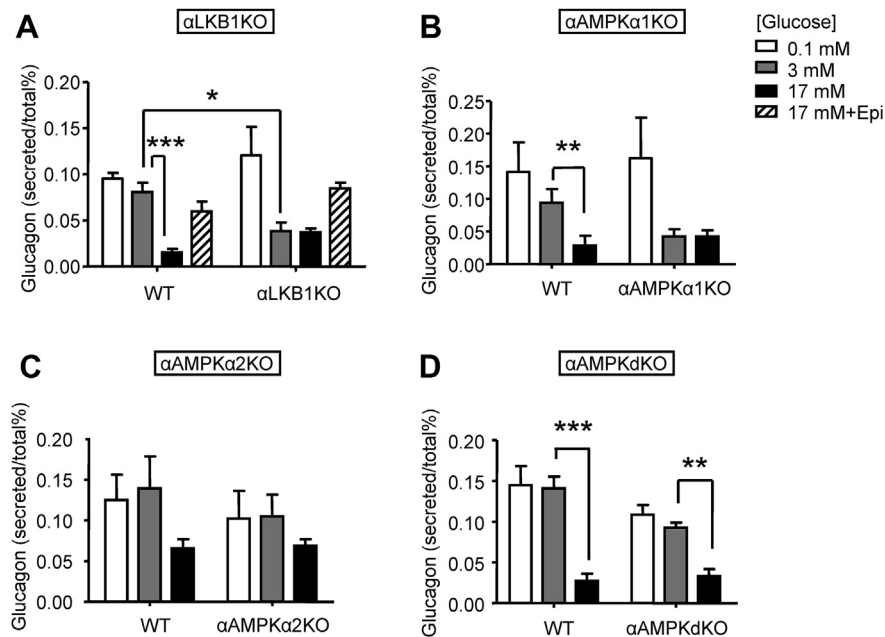 A
αLKB1KO
Glucagon (secreted/total%)
0.20
0.15
0.10
0.05
0.00
*
***
WT
αLKB1KO
B
αAMPKα1KO
Glucagon (secreted/total%)
0.25
0.20
0.15
0.10
0.05
0.00
**
WT
αAMPKα1KO
[Glucose]
0.1 mM
3 mM
17 mM
17 mM+Epi
C
αAMPKα2KO
Glucagon (secreted/total%)
0.20
0.15
0.10
0.05
0.00
WT
αAMPKα2KO
D
αAMPKdKO
Glucagon (secreted/total%)
0.20
0.15
0.10
0.05
0.00
***
**
WT
αAMPKdKO